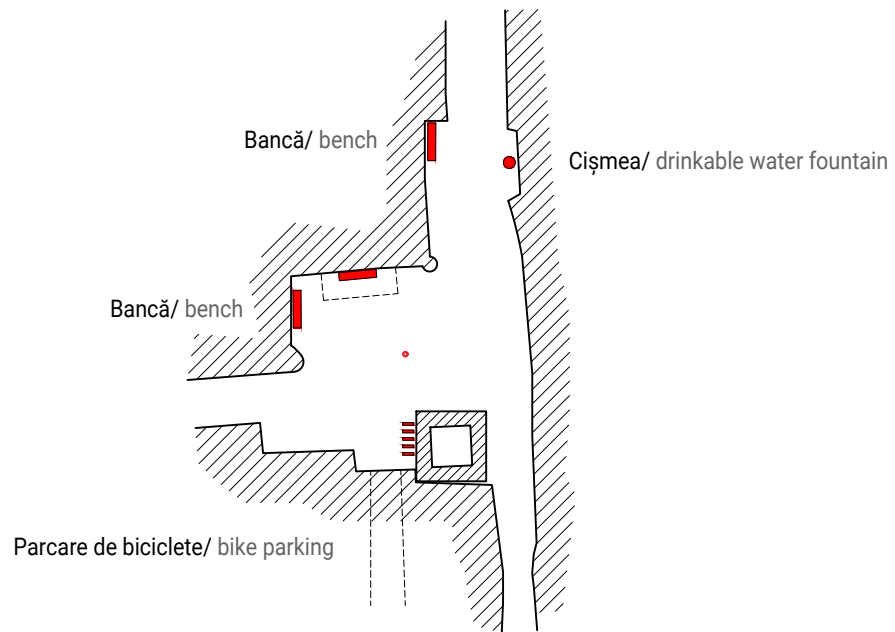 Bancă/ bench
Cișmea/ drinkable water fountain
Bancă/ bench
Parcare de biciclete/ bike parking